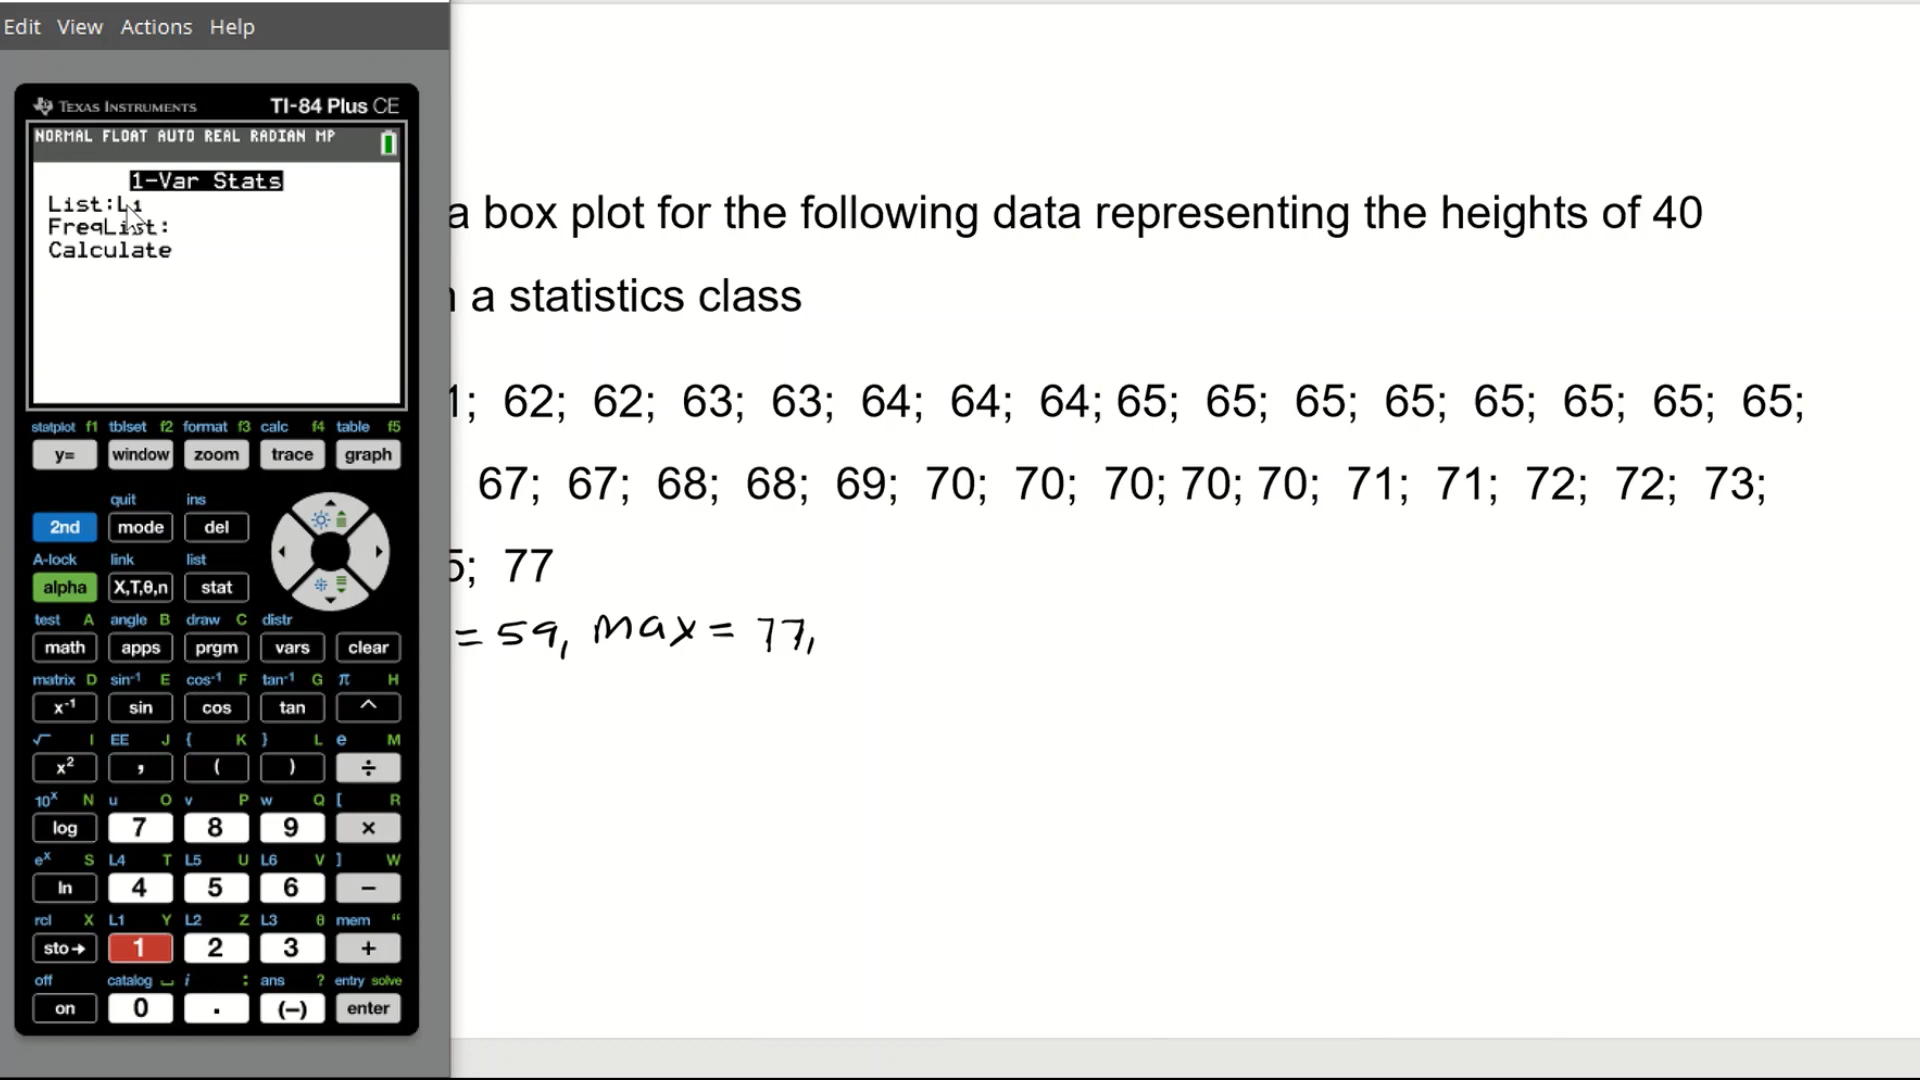 Edit View Actions Help
TEXAS INSTRUMENTS TI-84 Plus CE
NORMAL FLOAT AUTO REAL RADIAN MP
1-Var Stats
List:L1
FreqList:
Calculate
statplot f1 tblset f2 format f3 calc f4 table f5
y= window zoom trace graph
quit ins
2nd mode del
A-lock link list
alpha X,T,θ,n stat
test A angle B draw C distr
math apps prgm vars clear
matrix D sin⁻¹ E cos⁻¹ F tan⁻¹ G π H
x⁻¹ sin cos tan ^
√ I EE J { K } L e M
x² , ( ) ÷
10ˣ N u O v P w Q [ R
log 7 8 9 ×
eˣ S L4 T L5 U L6 V ] W
ln 4 5 6 −
rcl X L1 Y L2 Z L3 θ mem “
sto→ 1 2 3 +
off catalog ⎵ i : ans ? entry solve
on 0 . (−) enter
a box plot for the following data representing the heights of 40
a statistics class
1; 62; 62; 63; 63; 64; 64; 64; 65; 65; 65; 65; 65; 65; 65; 65;
67; 67; 68; 68; 69; 70; 70; 70; 70; 70; 71; 71; 72; 72; 73;
5; 77
= 59, max = 77,